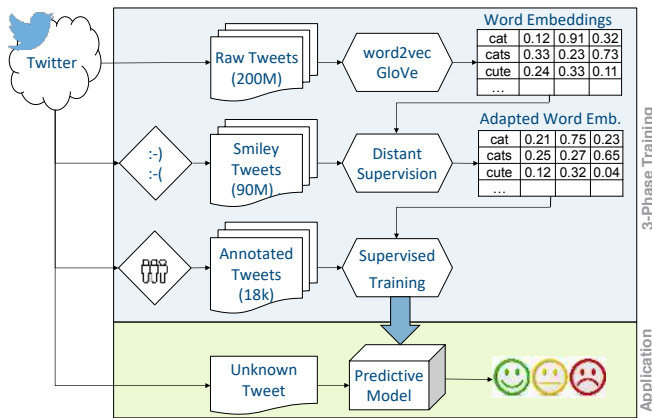 Twitter
Raw Tweets
(200M)
word2vec
GloVe
Word Embeddings
cat 0.12 0.91 0.32
cats 0.33 0.23 0.73
cute 0.24 0.33 0.11
...
:-)
:-(
Smiley
Tweets
(90M)
Distant
Supervision
Adapted Word Emb.
cat 0.21 0.75 0.23
cats 0.25 0.27 0.65
cute 0.12 0.32 0.04
...
Annotated
Tweets
(18k)
Supervised
Training
3-Phase Training
Unknown
Tweet
Predictive
Model
Application